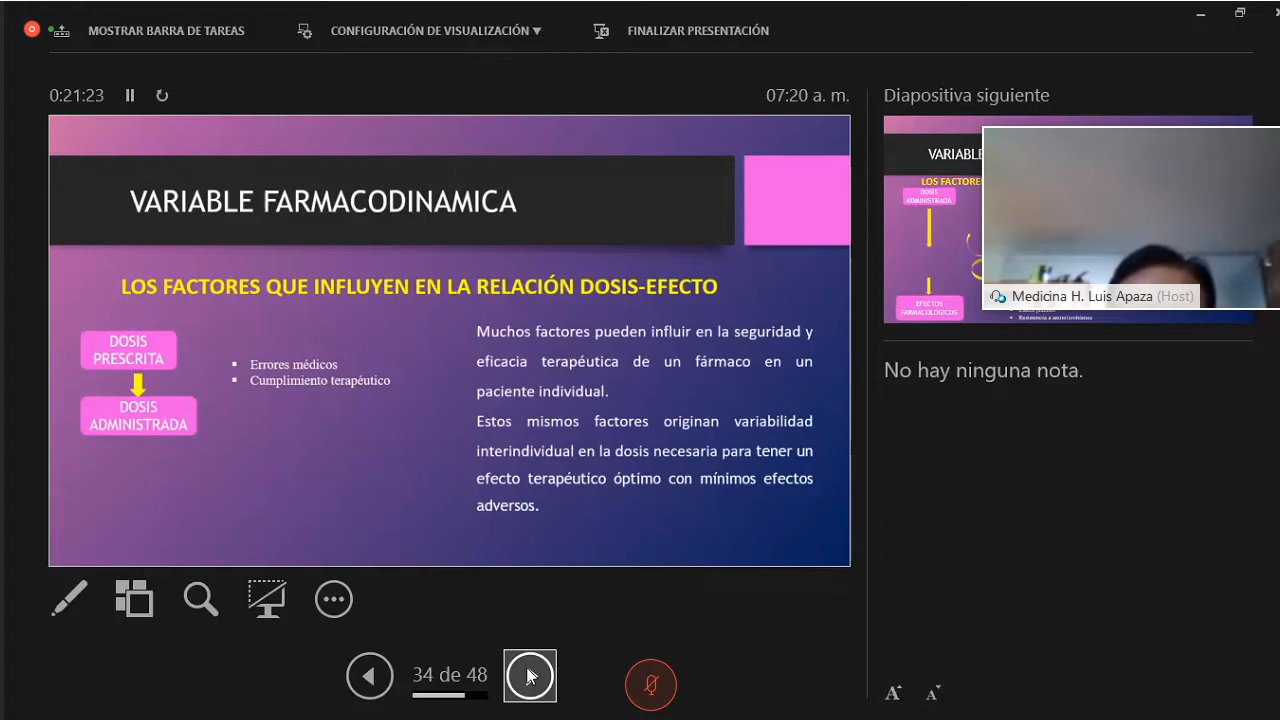 MOSTRAR BARRA DE TAREAS
CONFIGURACIÓN DE VISUALIZACIÓN ▼
FINALIZAR PRESENTACIÓN
0:21:23
07:20 a. m.
VARIABLE FARMACODINAMICA
LOS FACTORES QUE INFLUYEN EN LA RELACIÓN DOSIS-EFECTO
DOSIS
PRESCRITA
DOSIS
ADMINISTRADA
▪ Errores médicos
▪ Cumplimiento terapéutico
Muchos factores pueden influir en la seguridad y
eficacia terapéutica de un fármaco en un
paciente individual.
Estos mismos factores originan variabilidad
interindividual en la dosis necesaria para tener un
efecto terapéutico óptimo con mínimos efectos
adversos.
34 de 48
Diapositiva siguiente
VARIABLE
LOS FACTORES
DOSIS
ADMINISTRADA
EFECTOS
FARMACOLOGICOS
Resistencia a antimicrobianos
Medicina H. Luis Apaza (Host)
No hay ninguna nota.
A A